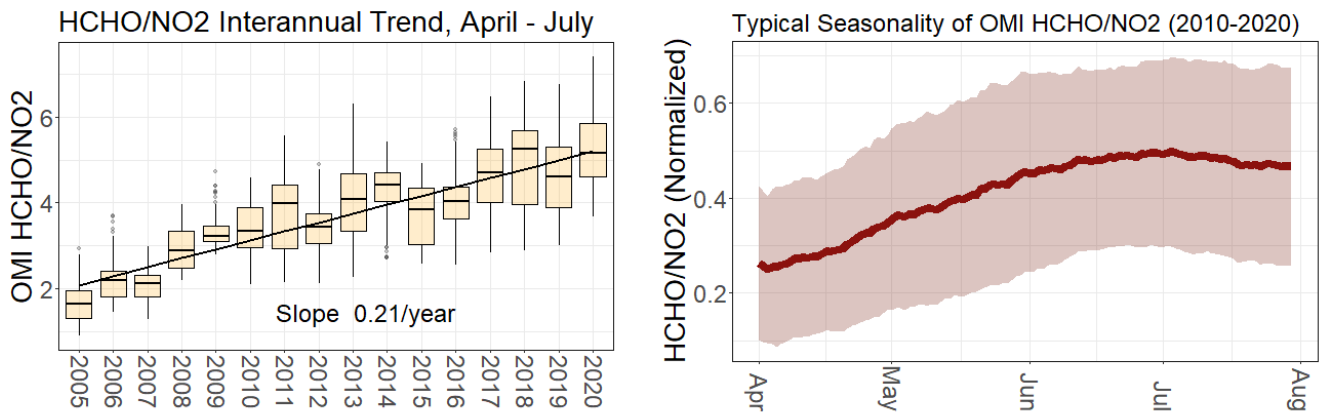 HCHO/NO2 Interannual Trend, April - July
OMI HCHO/NO2
6
4
2
Slope 0.21/year
2005
2006
2007
2008
2009
2010
2011
2012
2013
2014
2015
2016
2017
2018
2019
2020
Typical Seasonality of OMI HCHO/NO2 (2010-2020)
HCHO/NO2 (Normalized)
0.6
0.4
0.2
Apr
May
Jun
Jul
Aug